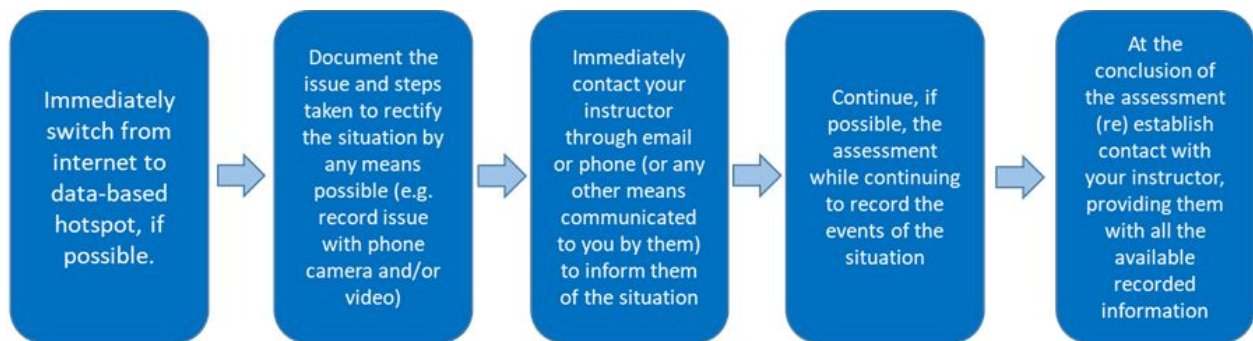 Immediately
switch from
internet to
data-based
hotspot, if
possible.
Document the
issue and steps
taken to rectify
the situation by
any means
possible (e.g.
record issue
with phone
camera and/or
video)
Immediately
contact your
instructor
through email
or phone (or any
other means
communicated
to you by them)
to inform them
of the situation
Continue, if
possible, the
assessment
while continuing
to record the
events of the
situation
At the
conclusion of
the assessment
(re) establish
contact with
your instructor,
providing them
with all the
available
recorded
information